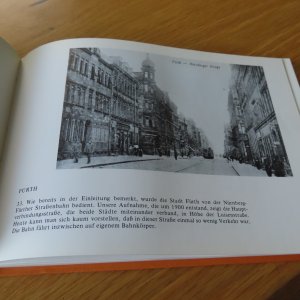 Fürth — Nürnberger Straße
FÜRTH
33. Wie bereits in der Einleitung bemerkt, wurde die Stadt Fürth von der Nürnberg-
Fürther Straßenbahn bedient. Unsere Aufnahme, die um 1900 entstand, zeigt die Haupt-
verbindungsstraße, die beide Städte miteinander verband, in Höhe der Luisenstraße.
Heute kann man sich kaum vorstellen, daß in dieser Straße einmal so wenig Verkehr war.
Die Bahn fährt inzwischen auf eigenem Bahnkörper.